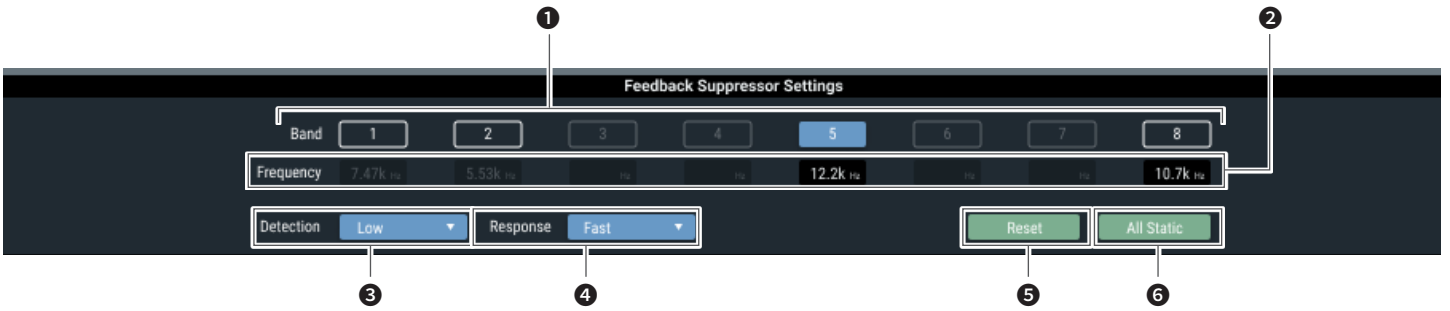 ❶ ❷
Feedback Suppressor Settings
Band 1 2 3 4 5 6 7 8
Frequency 7.47k Hz 5.53k Hz Hz Hz 12.2k Hz Hz Hz 10.7k Hz
Detection Low ▼ Response Fast ▼ Reset All Static
❸ ❹ ❺ ❻